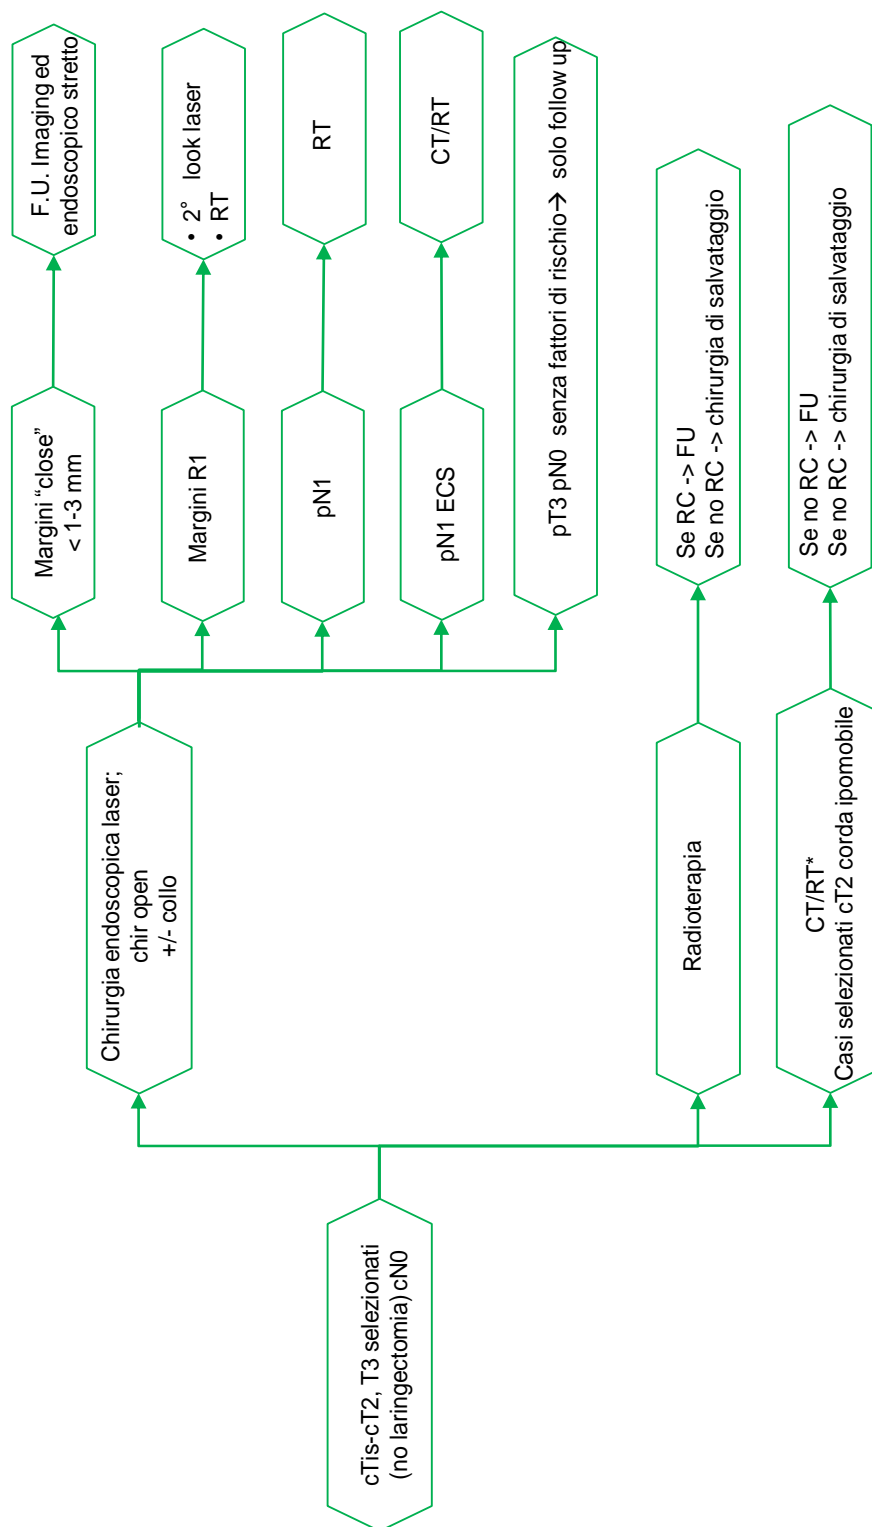 cTis-cT2, T3 selezionati
(no laringectomia) cN0
Chirurgia endoscopica laser;
chir open
+/- collo
Margini “close”
< 1-3 mm
F.U. Imaging ed
endoscopico stretto
Margini R1
• 2° look laser
• RT
pN1
RT
pN1 ECS
CT/RT
pT3 pN0 senza fattori di rischio→ solo follow up
Radioterapia
Se RC -> FU
Se no RC -> chirurgia di salvataggio
CT/RT*
Casi selezionati cT2 corda ipomobile
Se no RC -> FU
Se no RC -> chirurgia di salvataggio